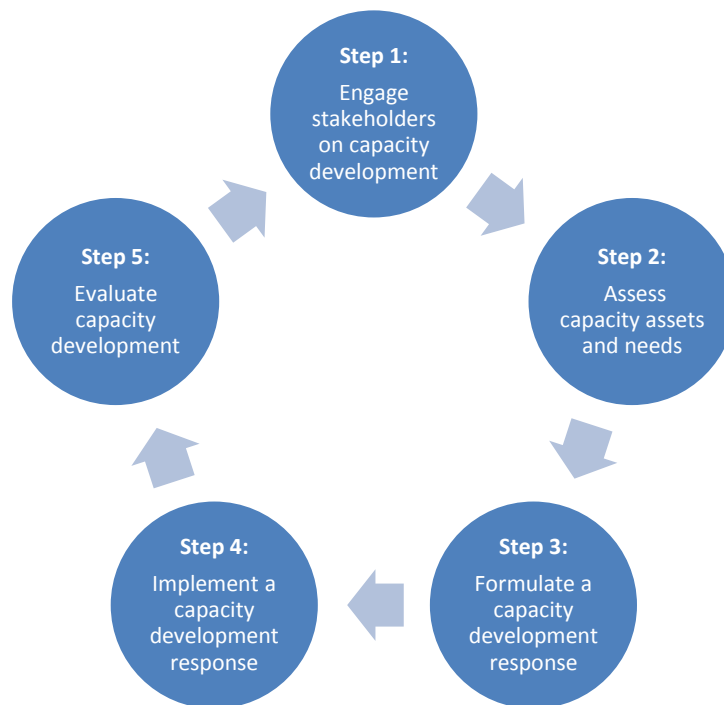 Step 1:
Engage
stakeholders
on capacity
development
Step 2:
Assess
capacity assets
and needs
Step 3:
Formulate a
capacity
development
response
Step 4:
Implement a
capacity
development
response
Step 5:
Evaluate
capacity
development